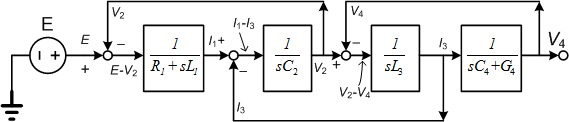 E
E
+
−
V₂
E-V₂
1
R₁+sL₁
I₁+
I₁-I₃
−
I₃
1
sC₂
V₂
+
−
V₄
V₂-V₄
1
sL₃
I₃
1
sC₄+G₄
V₄